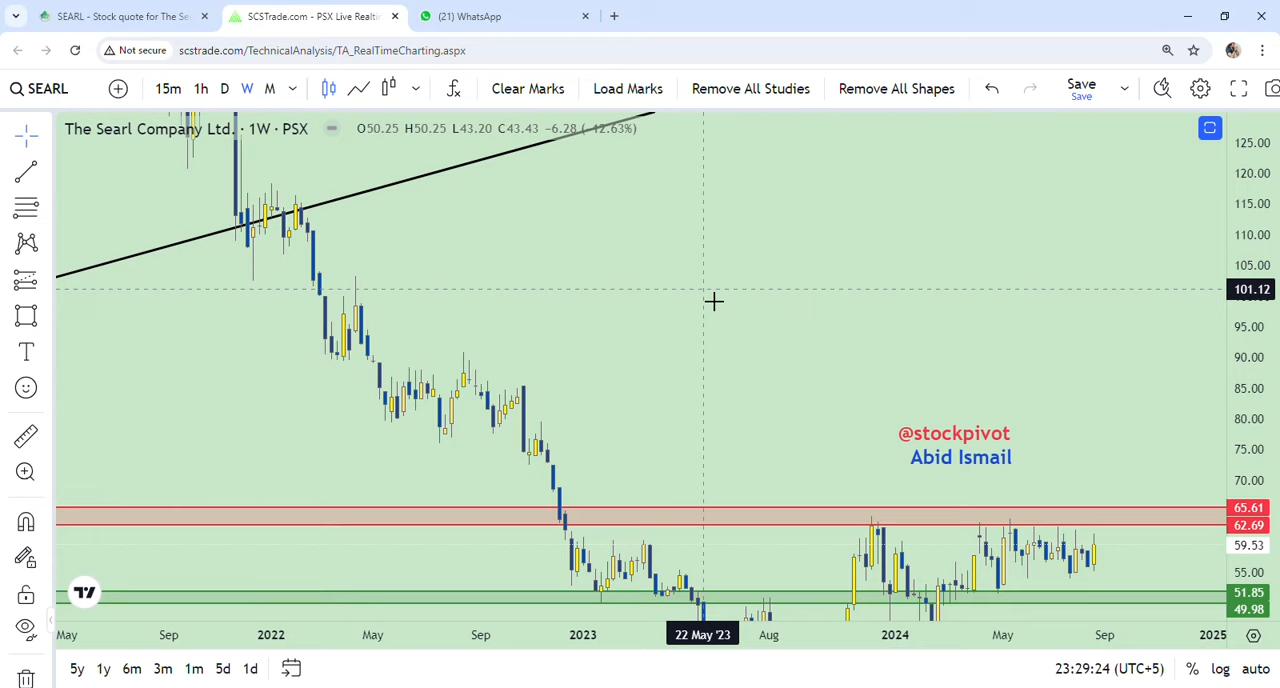 SEARL - Stock quote for The Se
SCSTrade.com - PSX Live Realtir
(21) WhatsApp
Not secure
scstrade.com/TechnicalAnalysis/TA_RealTimeCharting.aspx
SEARL
15m 1h D W M
Clear Marks
Load Marks
Remove All Studies
Remove All Shapes
Save
Save
The Searl Company Ltd. · 1W · PSX
O50.25 H50.25 L43.20 C43.43 −6.28 (−12.63%)
125.00
120.00
115.00
110.00
105.00
101.12
95.00
90.00
85.00
80.00
75.00
70.00
65.61
62.69
59.53
55.00
51.85
49.98
@stockpivot
Abid Ismail
May Sep 2022 May Sep 2023 22 May '23 Aug 2024 May Sep 2025
5y 1y 6m 3m 1m 5d 1d
23:29:24 (UTC+5) % log auto